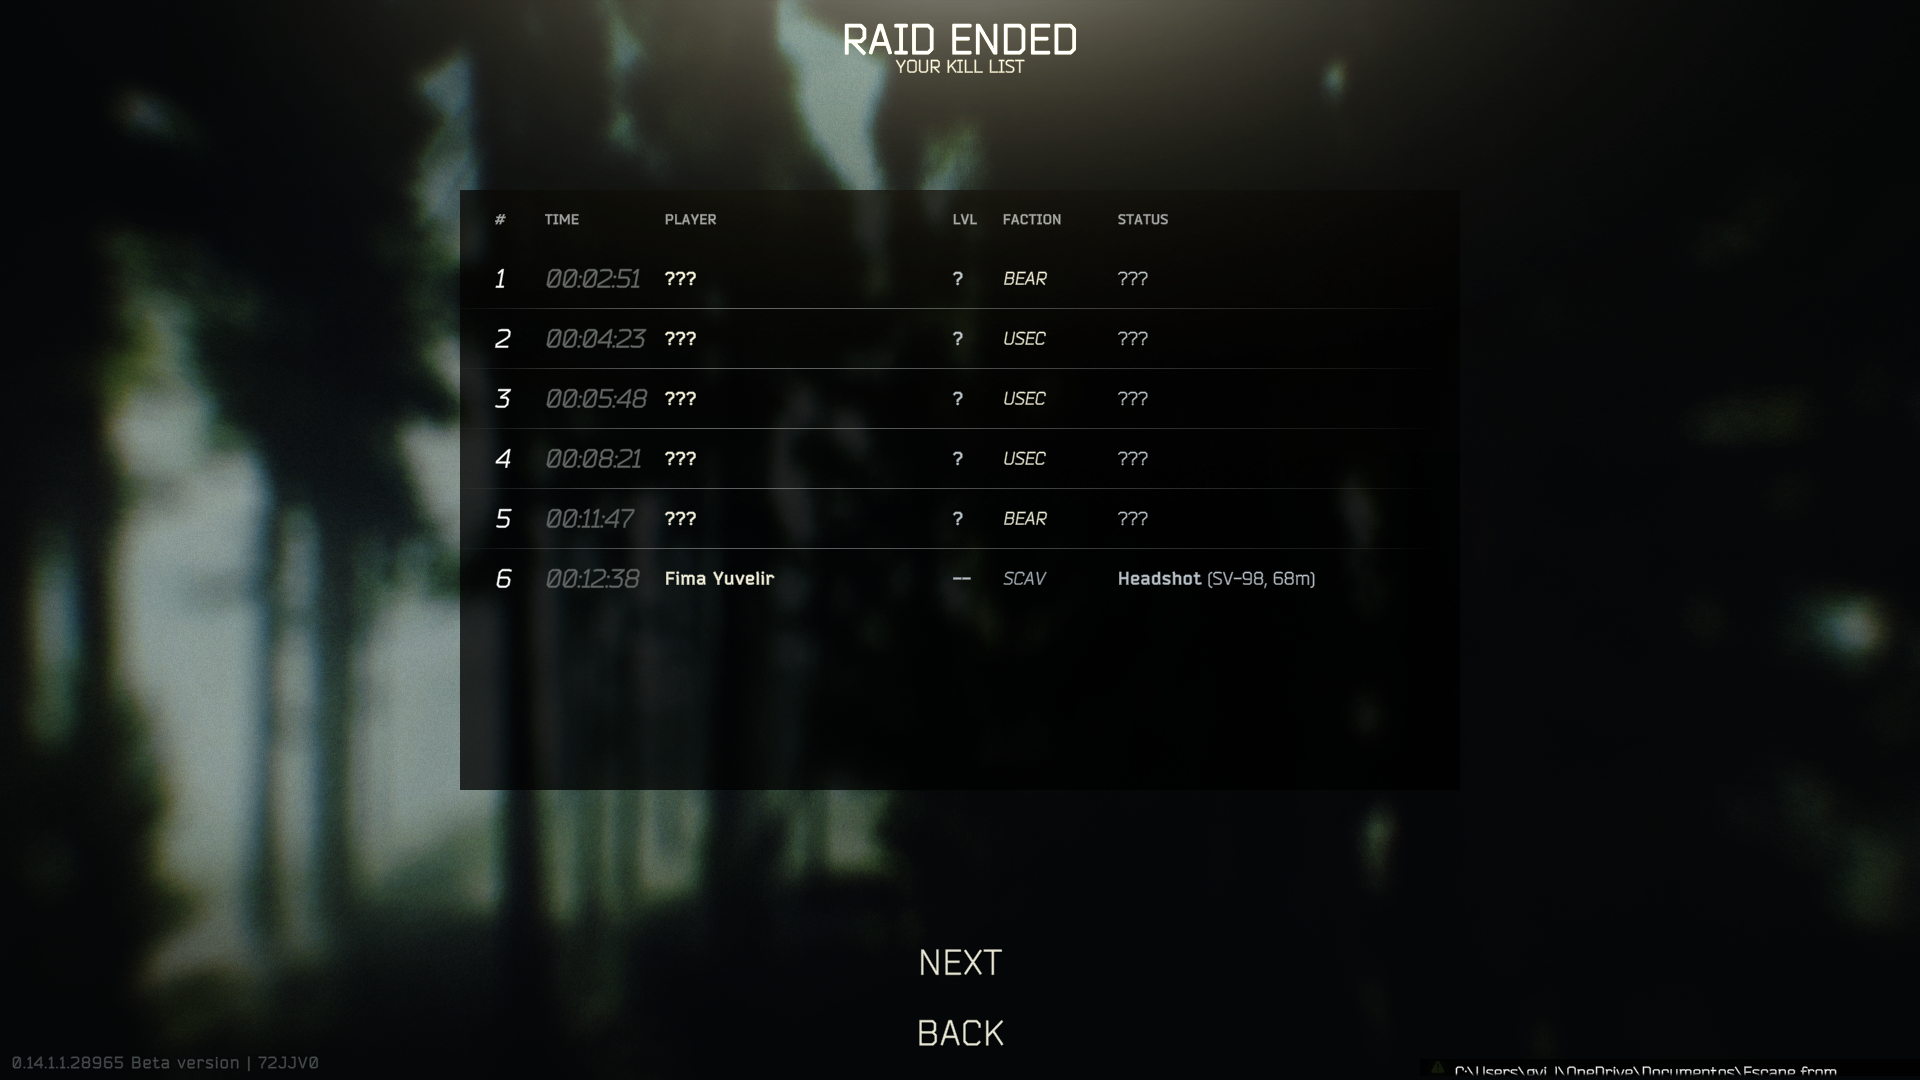 RAID ENDED
YOUR KILL LIST
# TIME PLAYER LVL FACTION STATUS
1 00:02:51 ??? ? BEAR ???
2 00:04:23 ??? ? USEC ???
3 00:05:48 ??? ? USEC ???
4 00:08:21 ??? ? USEC ???
5 00:11:47 ??? ? BEAR ???
6 00:12:38 Fima Yuvelir -- SCAV Headshot (SV-98, 68m)
NEXT
BACK
0.14.1.1.28965 Beta version | 72JJV0
Escape from